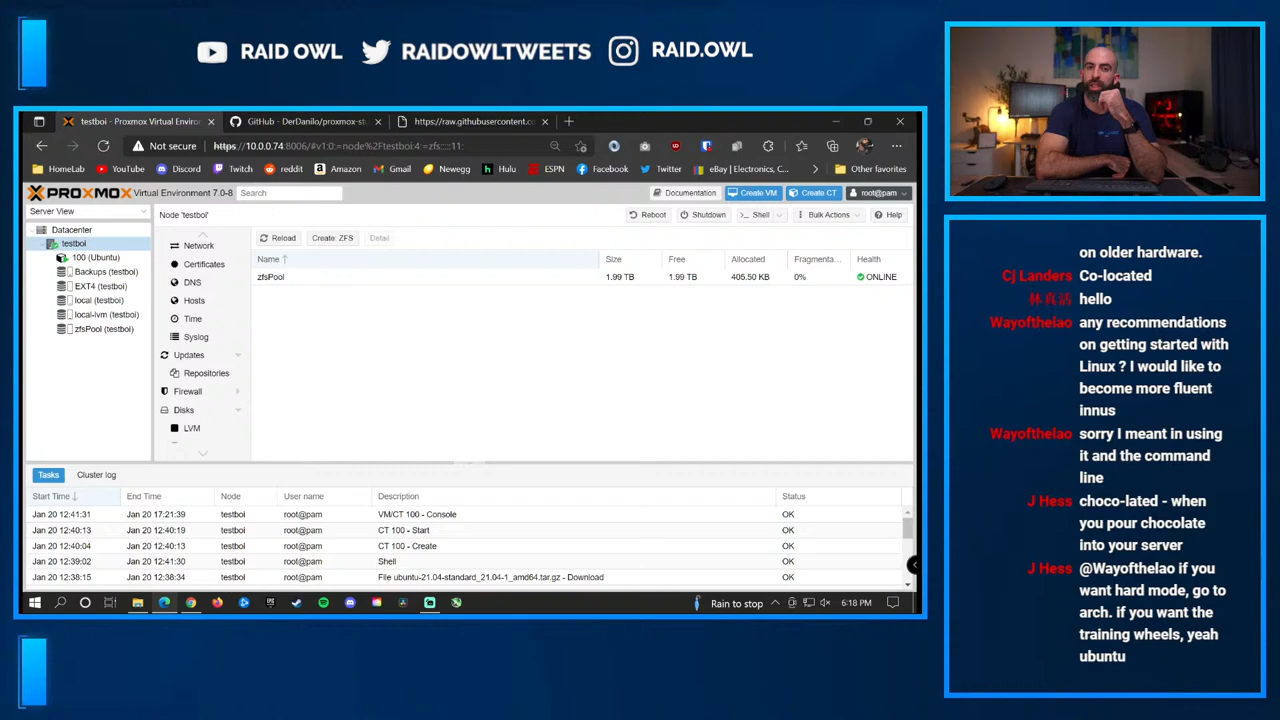 RAID OWL
RAIDOWLTWEETS
RAID.OWL
testboi - Proxmox Virtual Enviror
GitHub - DerDanilo/proxmox-stu
https://raw.githubusercontent.co
Not secure
https://10.0.0.74:8006/#v1:0:=node%2Ftestboi:4:=zfs:::::11:
HomeLab
YouTube
Discord
Twitch
reddit
Amazon
Gmail
Newegg
Hulu
ESPN
Facebook
Twitter
eBay | Electronics, C...
Other favorites
PROXMOX Virtual Environment 7.0-8
Search
Documentation
Create VM
Create CT
root@pam
Server View
Node 'testboi'
Reboot
Shutdown
Shell
Bulk Actions
Help
Datacenter
testboi
100 (Ubuntu)
Backups (testboi)
EXT4 (testboi)
local (testboi)
local-lvm (testboi)
zfsPool (testboi)
Network
Certificates
DNS
Hosts
Time
Syslog
Updates
Repositories
Firewall
Disks
LVM
Reload
Create: ZFS
Detail
Name
Size
Free
Allocated
Fragmenta...
Health
zfsPool
1.99 TB
1.99 TB
405.50 KB
0%
ONLINE
Tasks
Cluster log
Start Time
End Time
Node
User name
Description
Status
Jan 20 12:41:31 Jan 20 17:21:39 testboi root@pam VM/CT 100 - Console OK
Jan 20 12:40:13 Jan 20 12:40:19 testboi root@pam CT 100 - Start OK
Jan 20 12:40:04 Jan 20 12:40:13 testboi root@pam CT 100 - Create OK
Jan 20 12:39:02 Jan 20 12:41:30 testboi root@pam Shell OK
Jan 20 12:38:15 Jan 20 12:38:34 testboi root@pam File ubuntu-21.04-standard_21.04-1_amd64.tar.gz - Download OK
Rain to stop
6:18 PM
on older hardware.
Cj Landers Co-located
林真活 hello
Wayofthelao any recommendations
on getting started with
Linux ? I would like to
become more fluent
innus
Wayofthelao sorry I meant in using
it and the command
line
J Hess choco-lated - when
you pour chocolate
into your server
J Hess @Wayofthelao if you
want hard mode, go to
arch. if you want the
training wheels, yeah
ubuntu